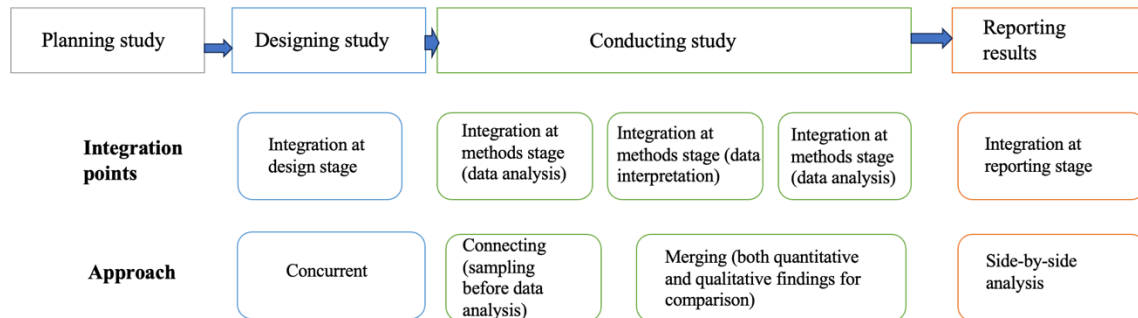 Planning study
Designing study
Conducting study
Reporting
results
Integration
points
Integration at
design stage
Integration at
methods stage
(data analysis)
Integration at
methods stage (data
interpretation)
Integration at
methods stage
(data analysis)
Integration at
reporting stage
Approach
Concurrent
Connecting
(sampling
before data
analysis)
Merging (both quantitative
and qualitative findings for
comparison)
Side-by-side
analysis